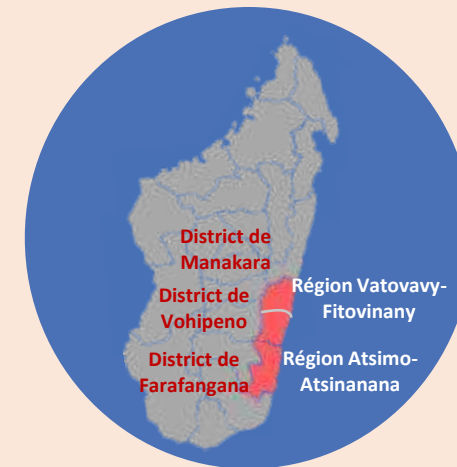 District de
Manakara
District de
Vohipeno
District de
Farafangana
Région Vatovavy-
Fitovinany
Région Atsimo-
Atsinanana